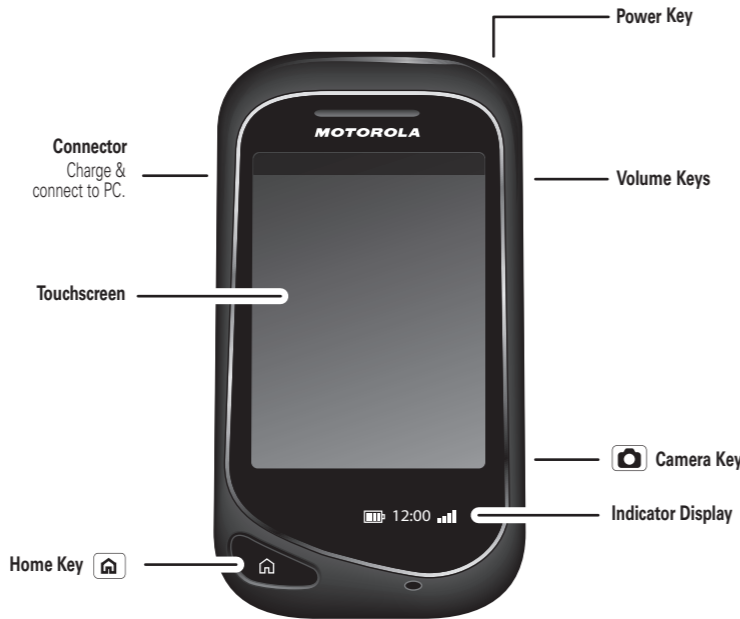 Power Key
MOTOROLA
Connector
Charge &
connect to PC.
Volume Keys
Touchscreen
Camera Key
12:00
Indicator Display
Home Key